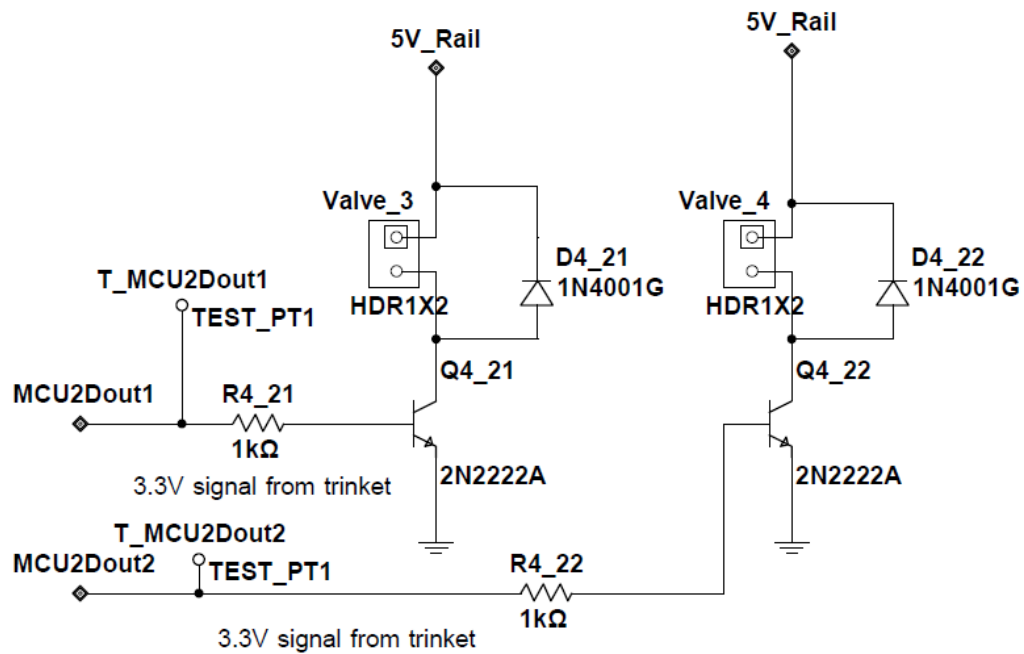 5V_Rail
5V_Rail
Valve_3
Valve_4
D4_21
1N4001G
D4_22
1N4001G
T_MCU2Dout1
TEST_PT1
HDR1X2
HDR1X2
Q4_21
Q4_22
MCU2Dout1
R4_21
1kΩ
2N2222A
2N2222A
3.3V signal from trinket
T_MCU2Dout2
MCU2Dout2
TEST_PT1
R4_22
1kΩ
3.3V signal from trinket